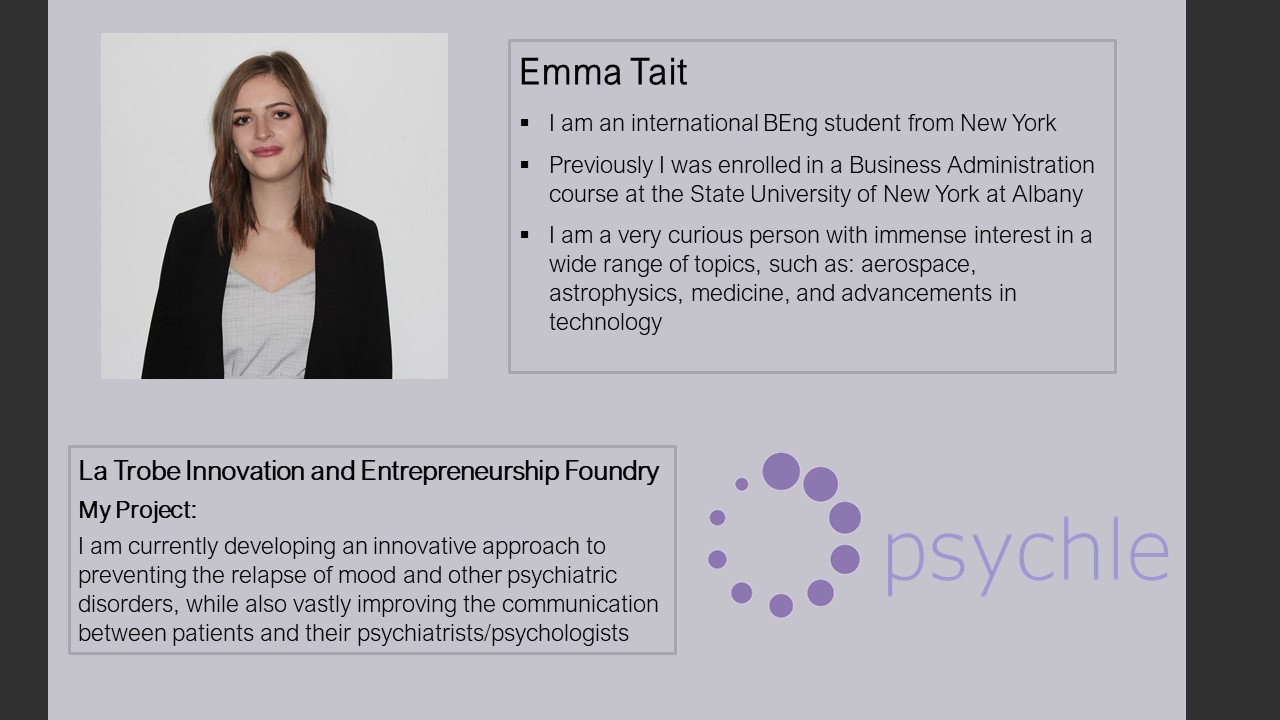 Emma Tait
▪ I am an international BEng student from New York
▪ Previously I was enrolled in a Business Administration
course at the State University of New York at Albany
▪ I am a very curious person with immense interest in a
wide range of topics, such as: aerospace,
astrophysics, medicine, and advancements in
technology
La Trobe Innovation and Entrepreneurship Foundry
My Project:
I am currently developing an innovative approach to
preventing the relapse of mood and other psychiatric
disorders, while also vastly improving the communication
between patients and their psychiatrists/psychologists
psychle